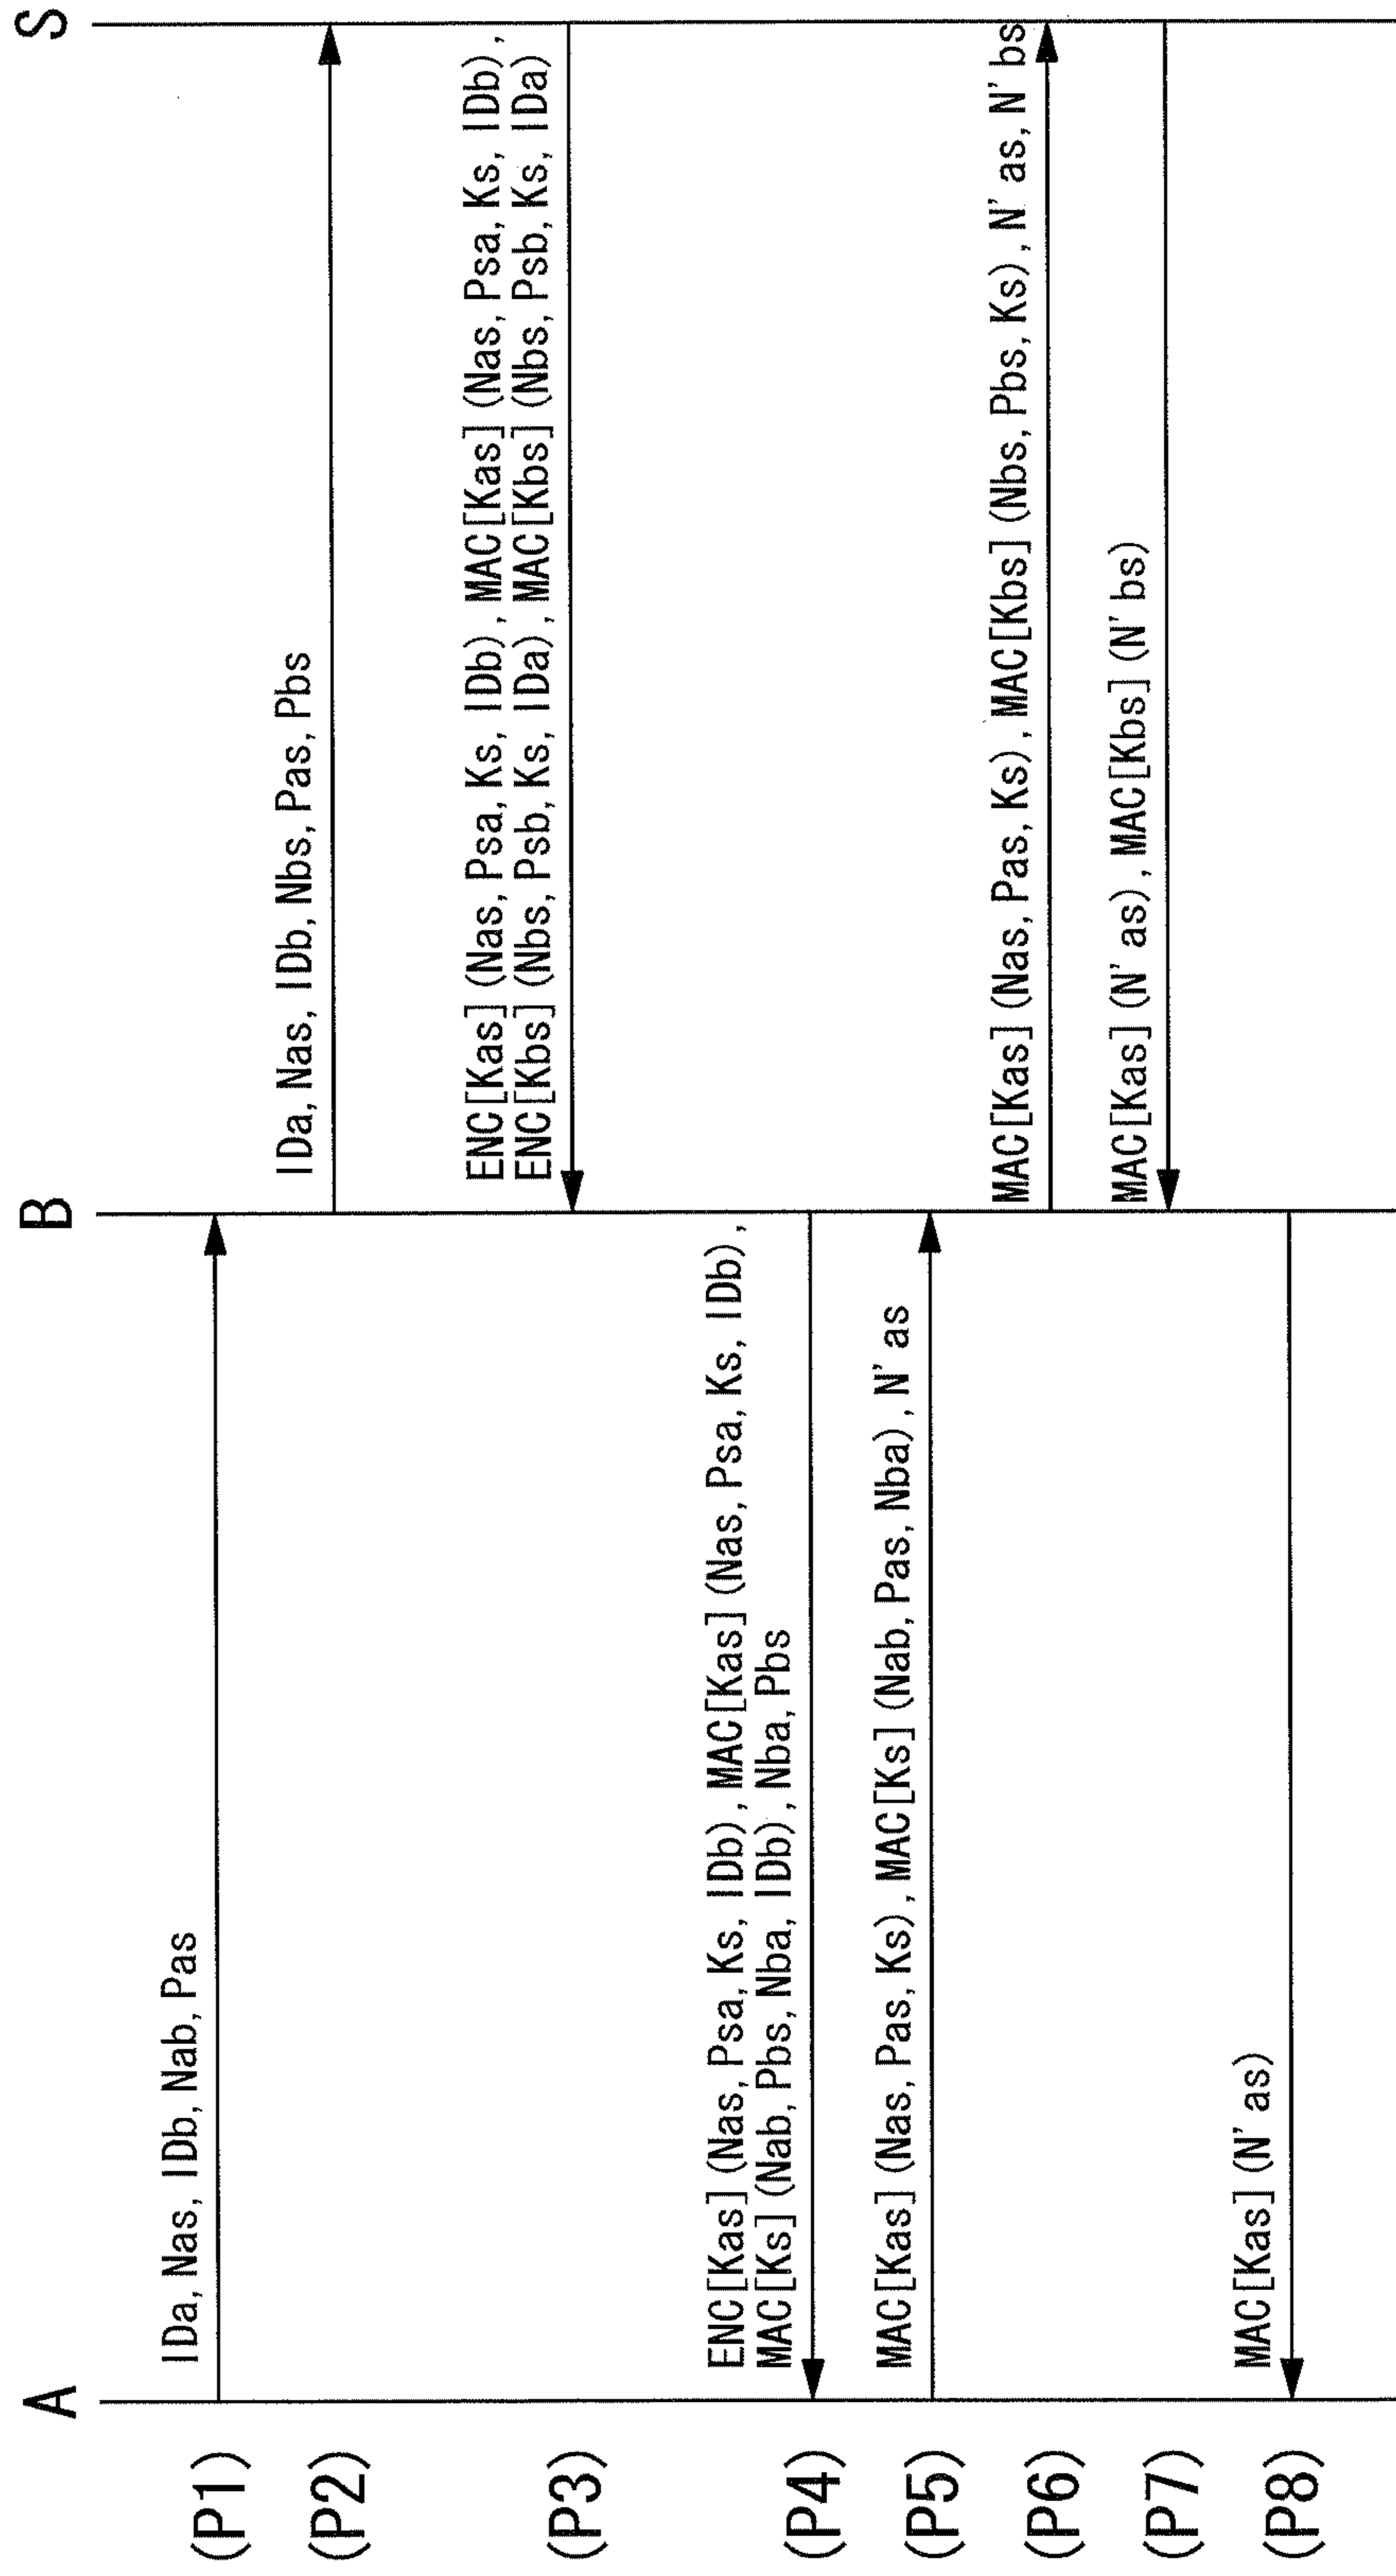 A B S
(P1)
IDa, Nas, IDb, Nab, Pas
(P2)
IDa, Nas, IDb, Nbs, Pas, Pbs
(P3)
ENC[Kas] (Nas, Psa, Ks, IDb), MAC[Kas] (Nas, Psa, Ks, IDb),
ENC[Kbs] (Nbs, Psb, Ks, IDa), MAC[Kbs] (Nbs, Psb, Ks, IDa)
(P4)
ENC[Kas] (Nas, Psa, Ks, IDb), MAC[Kas] (Nas, Psa, Ks, IDb),
MAC[Ks] (Nab, Pbs, Nba, IDb), Nba, Pbs
(P5)
MAC[Kas] (Nas, Pas, Ks), MAC[Ks] (Nab, Pas, Nba), N' as
(P6)
MAC[Kas] (Nas, Pas, Ks), MAC[Kbs] (Nbs, Pbs, Ks), N' as, N' bs
(P7)
MAC[Kas] (N' as), MAC[Kbs] (N' bs)
(P8)
MAC[Kas] (N' as)